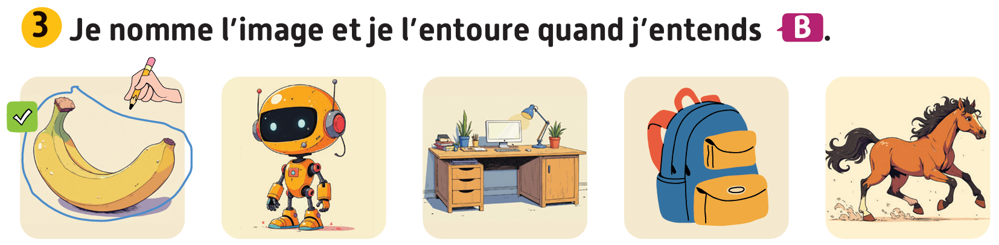 3 Je nomme l'image et je l'entoure quand j'entends B.